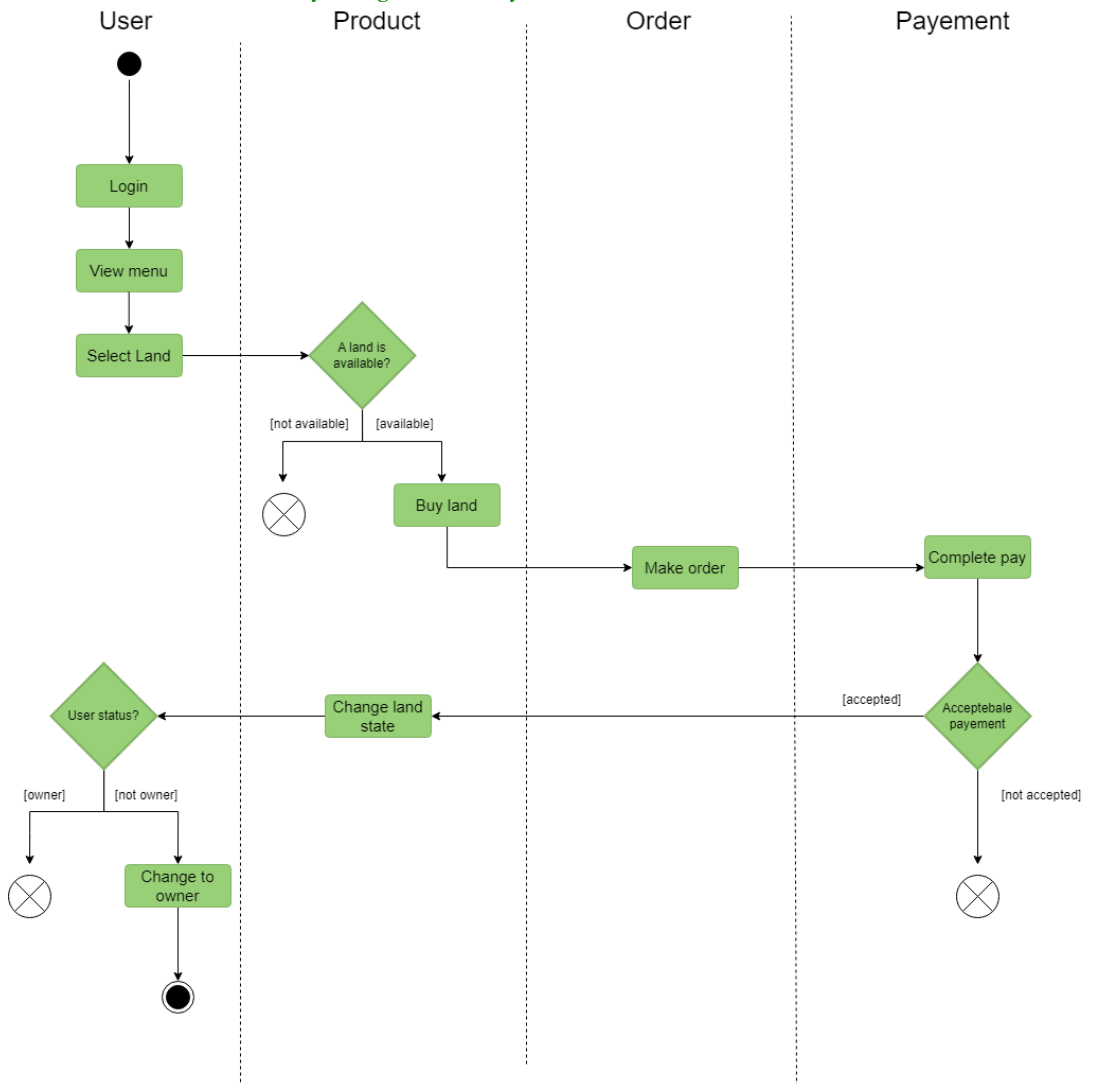 User
Product
Order
Payement
Login
View menu
Select Land
A land is
available?
[not available]
[available]
Buy land
Make order
Complete pay
User status?
Change land
state
[accepted]
Acceptebale
payement
[owner]
[not owner]
[not accepted]
Change to
owner